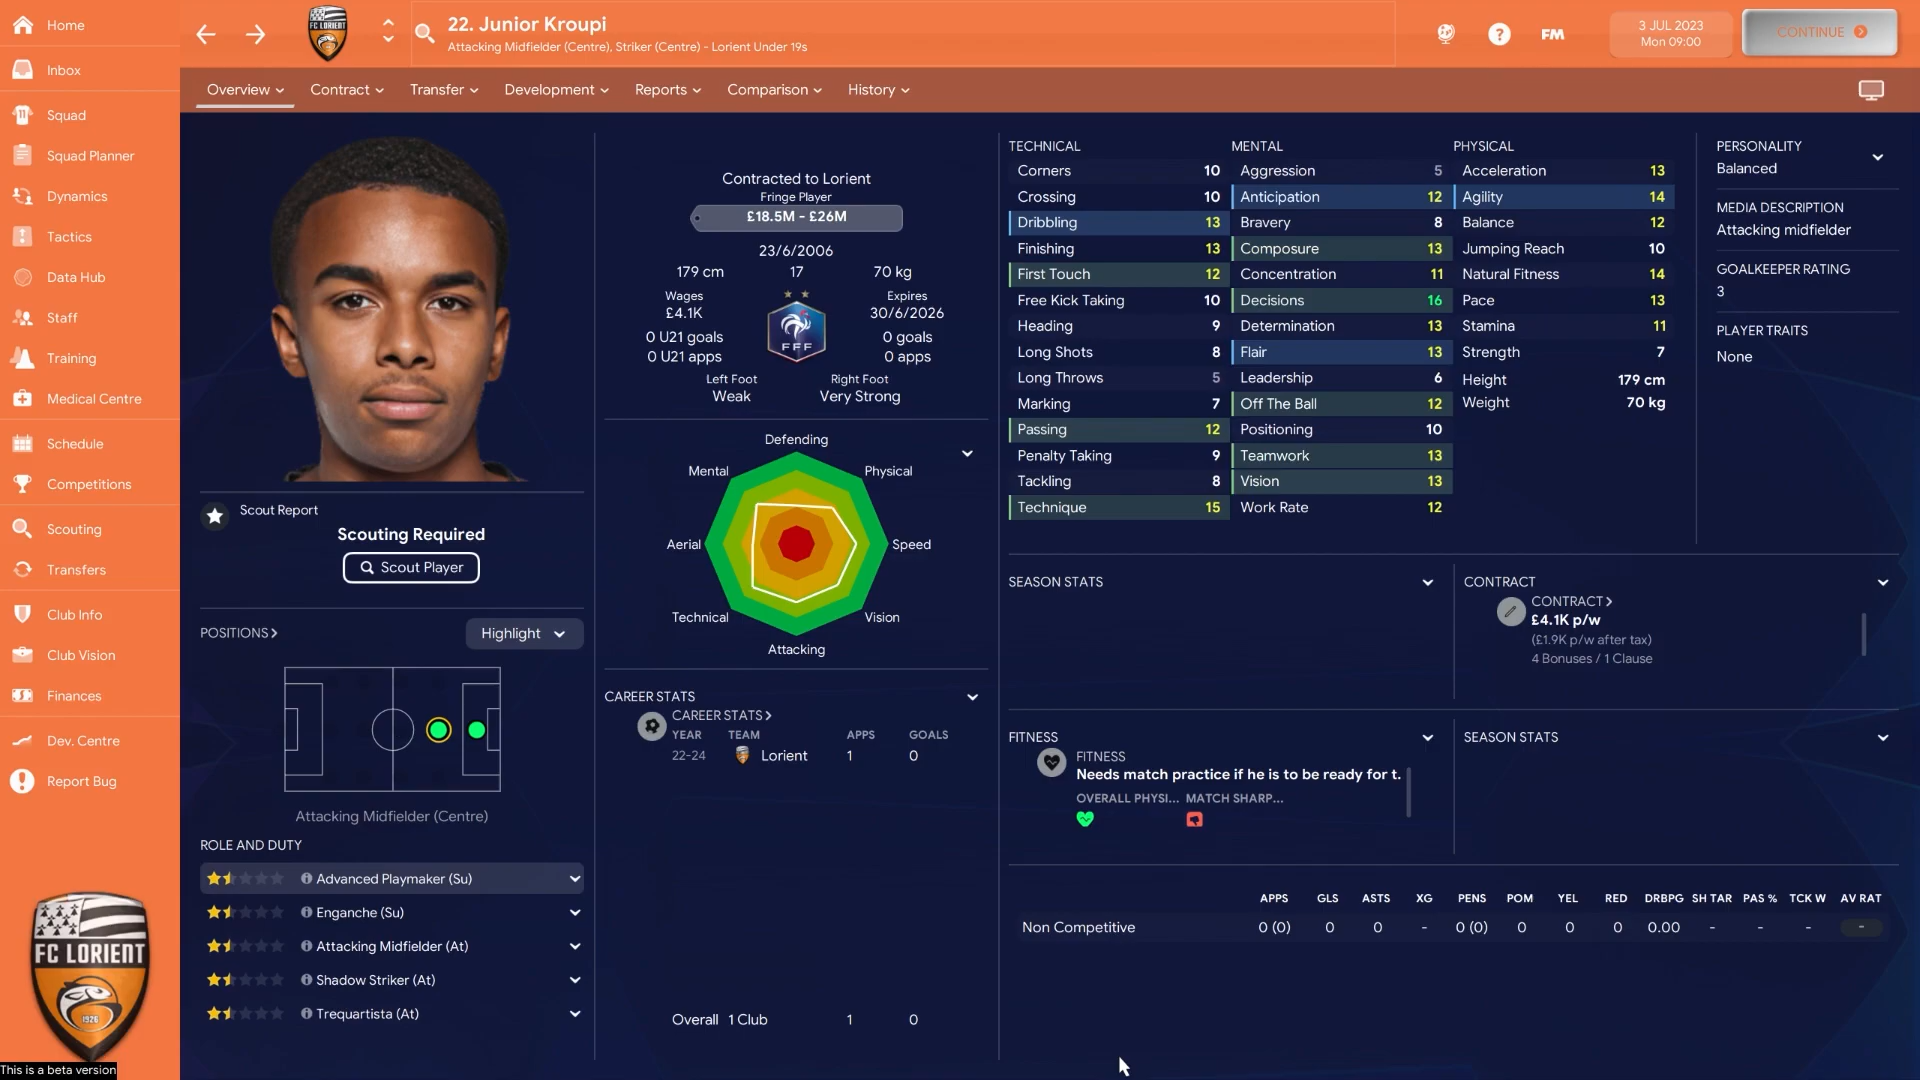 Home
Inbox
Squad
Squad Planner
Dynamics
Tactics
Data Hub
Staff
Training
Medical Centre
Schedule
Competitions
Scouting
Transfers
Club Info
Club Vision
Finances
Dev. Centre
Report Bug
FC LORIENT
1926
This is a beta version
FC LORIENT
22. Junior Kroupi
Attacking Midfielder (Centre), Striker (Centre) - Lorient Under 19s
?
FM
3 JUL 2023
Mon 09:00
CONTINUE
Overview
Contract
Transfer
Development
Reports
Comparison
History
Scout Report
Scouting Required
Scout Player
POSITIONS
Highlight
Attacking Midfielder (Centre)
ROLE AND DUTY
Advanced Playmaker (Su)
Enganche (Su)
Attacking Midfielder (At)
Shadow Striker (At)
Trequartista (At)
Contracted to Lorient
Fringe Player
£18.5M - £26M
23/6/2006
179 cm 17 70 kg
Wages Expires
£4.1K 30/6/2026
FFF
0 U21 goals 0 goals
0 U21 apps 0 apps
Left Foot Right Foot
Weak Very Strong
Defending
Mental Physical
Aerial Speed
Technical Vision
Attacking
CAREER STATS
CAREER STATS
YEAR TEAM APPS GOALS
22-24 Lorient 1 0
Overall 1 Club 1 0
TECHNICAL
Corners 10
Crossing 10
Dribbling 13
Finishing 13
First Touch 12
Free Kick Taking 10
Heading 9
Long Shots 8
Long Throws 5
Marking 7
Passing 12
Penalty Taking 9
Tackling 8
Technique 15
MENTAL
Aggression 5
Anticipation 12
Bravery 8
Composure 13
Concentration 11
Decisions 16
Determination 13
Flair 13
Leadership 6
Off The Ball 12
Positioning 10
Teamwork 13
Vision 13
Work Rate 12
PHYSICAL
Acceleration 13
Agility 14
Balance 12
Jumping Reach 10
Natural Fitness 14
Pace 13
Stamina 11
Strength 7
Height 179 cm
Weight 70 kg
PERSONALITY
Balanced
MEDIA DESCRIPTION
Attacking midfielder
GOALKEEPER RATING
3
PLAYER TRAITS
None
SEASON STATS
CONTRACT
CONTRACT
£4.1K p/w
(£1.9K p/w after tax)
4 Bonuses / 1 Clause
FITNESS
FITNESS
Needs match practice if he is to be ready for t.
OVERALL PHYSI... MATCH SHARP...
SEASON STATS
APPS GLS ASTS XG PENS POM YEL RED DRBPG SH TAR PAS % TCK W AV RAT
Non Competitive 0 (0) 0 0 - 0 (0) 0 0 0 0.00 - - - -